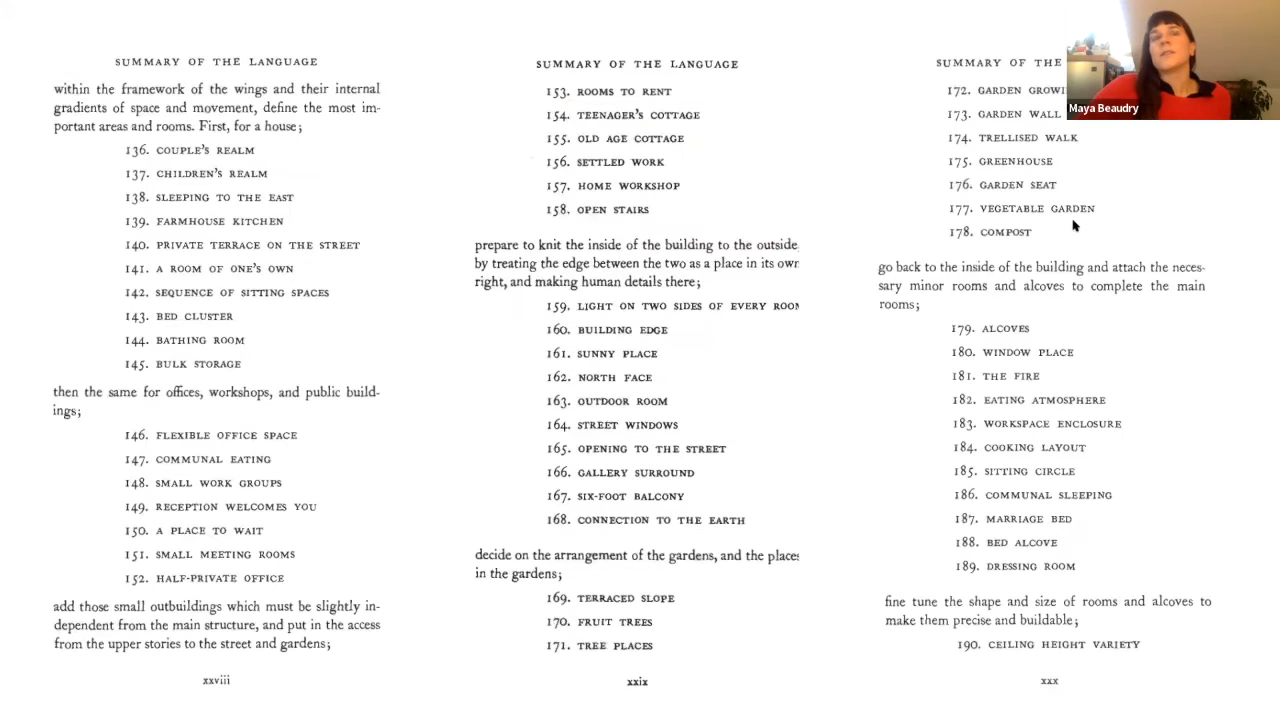 SUMMARY OF THE LANGUAGE
within the framework of the wings and their internal
gradients of space and movement, define the most im-
portant areas and rooms. First, for a house;
136. COUPLE'S REALM
137. CHILDREN'S REALM
138. SLEEPING TO THE EAST
139. FARMHOUSE KITCHEN
140. PRIVATE TERRACE ON THE STREET
141. A ROOM OF ONE'S OWN
142. SEQUENCE OF SITTING SPACES
143. BED CLUSTER
144. BATHING ROOM
145. BULK STORAGE
then the same for offices, workshops, and public build-
ings;
146. FLEXIBLE OFFICE SPACE
147. COMMUNAL EATING
148. SMALL WORK GROUPS
149. RECEPTION WELCOMES YOU
150. A PLACE TO WAIT
151. SMALL MEETING ROOMS
152. HALF-PRIVATE OFFICE
add those small outbuildings which must be slightly in-
dependent from the main structure, and put in the access
from the upper stories to the street and gardens;
xxviii
SUMMARY OF THE LANGUAGE
153. ROOMS TO RENT
154. TEENAGER'S COTTAGE
155. OLD AGE COTTAGE
156. SETTLED WORK
157. HOME WORKSHOP
158. OPEN STAIRS
prepare to knit the inside of the building to the outside
by treating the edge between the two as a place in its own
right, and making human details there;
159. LIGHT ON TWO SIDES OF EVERY ROO
160. BUILDING EDGE
161. SUNNY PLACE
162. NORTH FACE
163. OUTDOOR ROOM
164. STREET WINDOWS
165. OPENING TO THE STREET
166. GALLERY SURROUND
167. SIX-FOOT BALCONY
168. CONNECTION TO THE EARTH
decide on the arrangement of the gardens, and the places
in the gardens;
169. TERRACED SLOPE
170. FRUIT TREES
171. TREE PLACES
xxix
SUMMARY OF THE
172. GARDEN GROWI
173. GARDEN WALL
174. TRELLISED WALK
175. GREENHOUSE
176. GARDEN SEAT
177. VEGETABLE GARDEN
178. COMPOST
go back to the inside of the building and attach the neces-
sary minor rooms and alcoves to complete the main
rooms;
179. ALCOVES
180. WINDOW PLACE
181. THE FIRE
182. EATING ATMOSPHERE
183. WORKSPACE ENCLOSURE
184. COOKING LAYOUT
185. SITTING CIRCLE
186. COMMUNAL SLEEPING
187. MARRIAGE BED
188. BED ALCOVE
189. DRESSING ROOM
fine tune the shape and size of rooms and alcoves to
make them precise and buildable;
190. CEILING HEIGHT VARIETY
xxx
Maya Beaudry